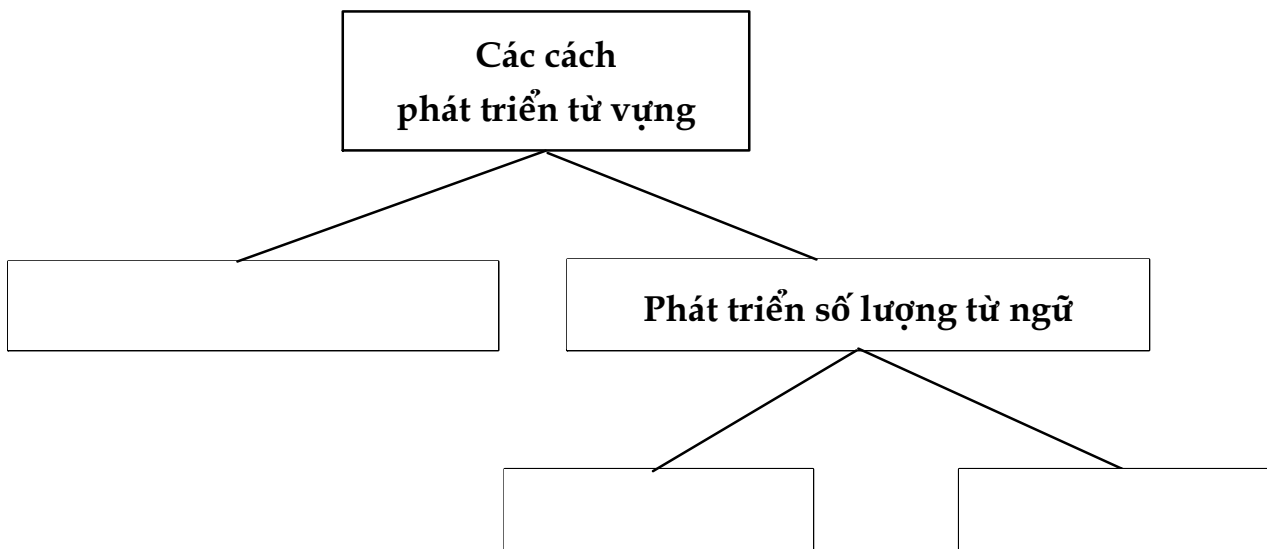 Các cách
phát triển từ vựng
Phát triển số lượng từ ngữ